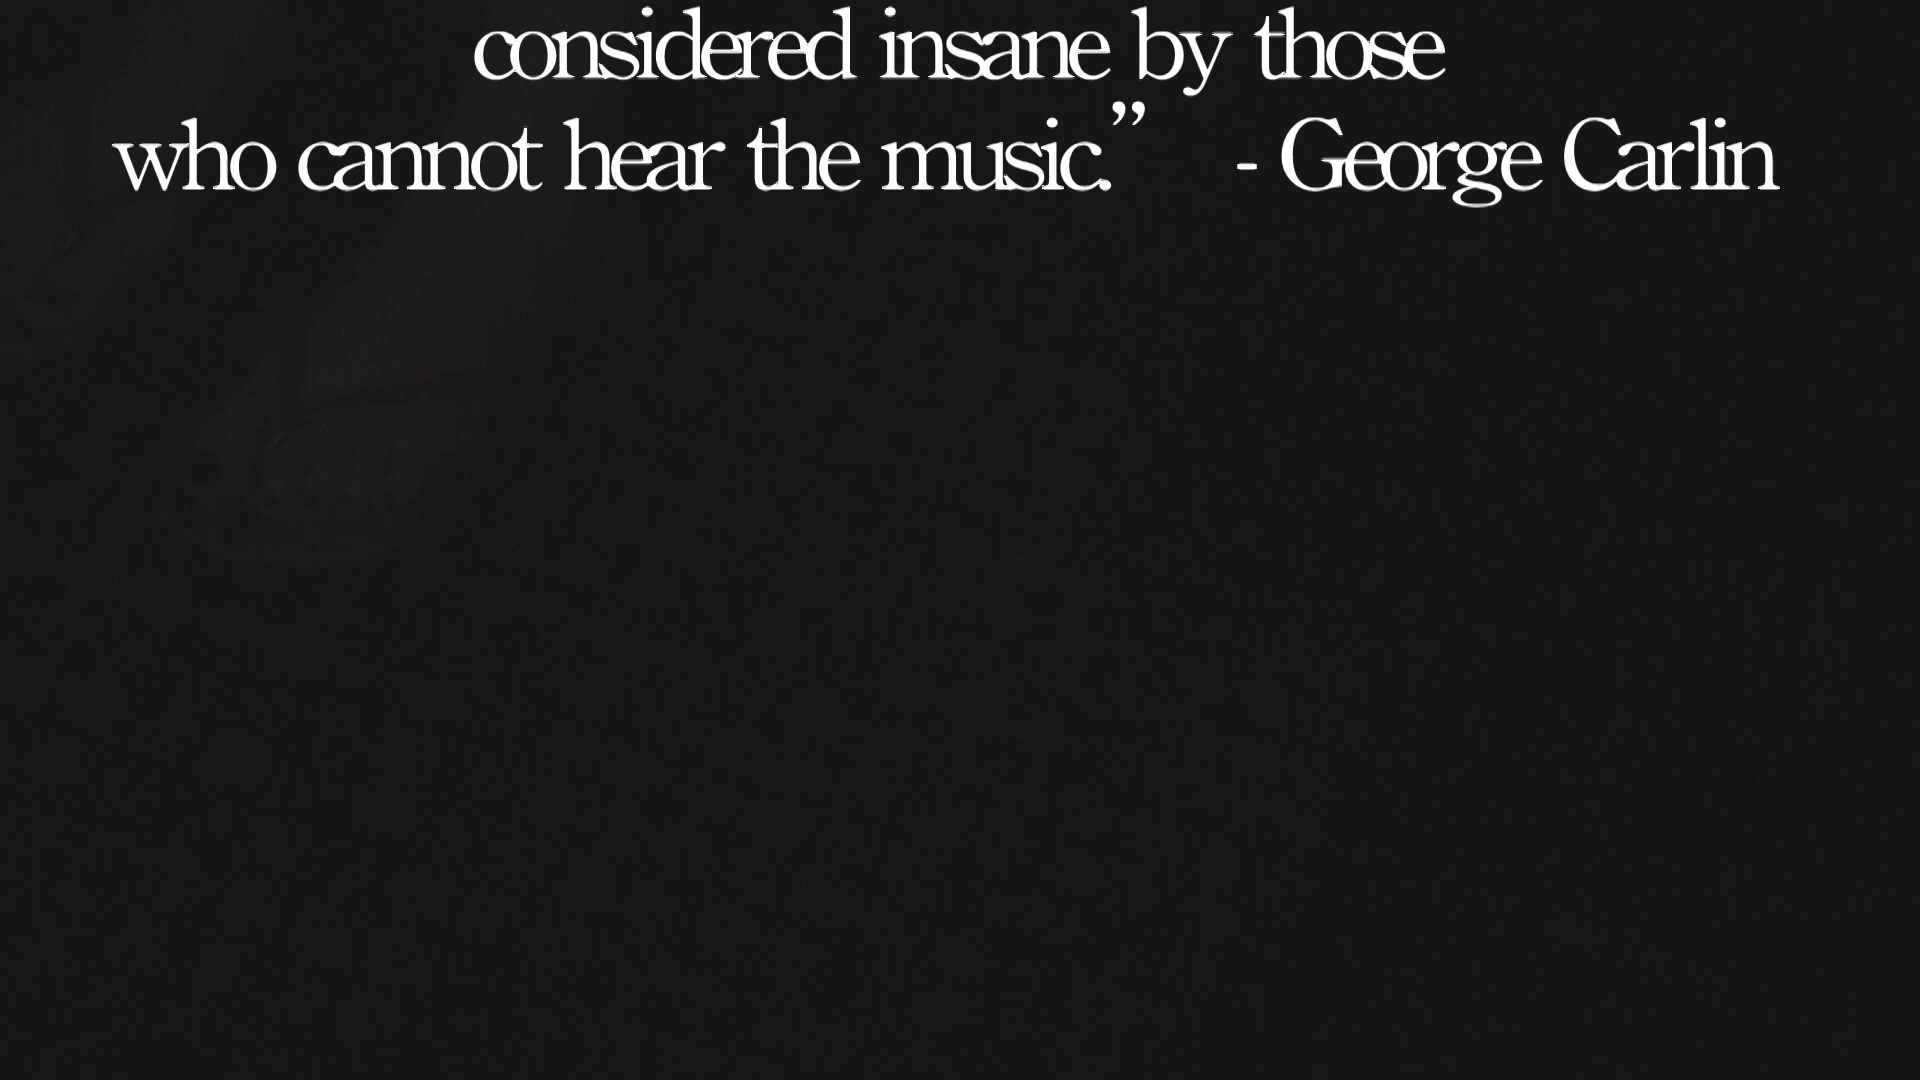 considered insane by those
who cannot hear the music.” - George Carlin